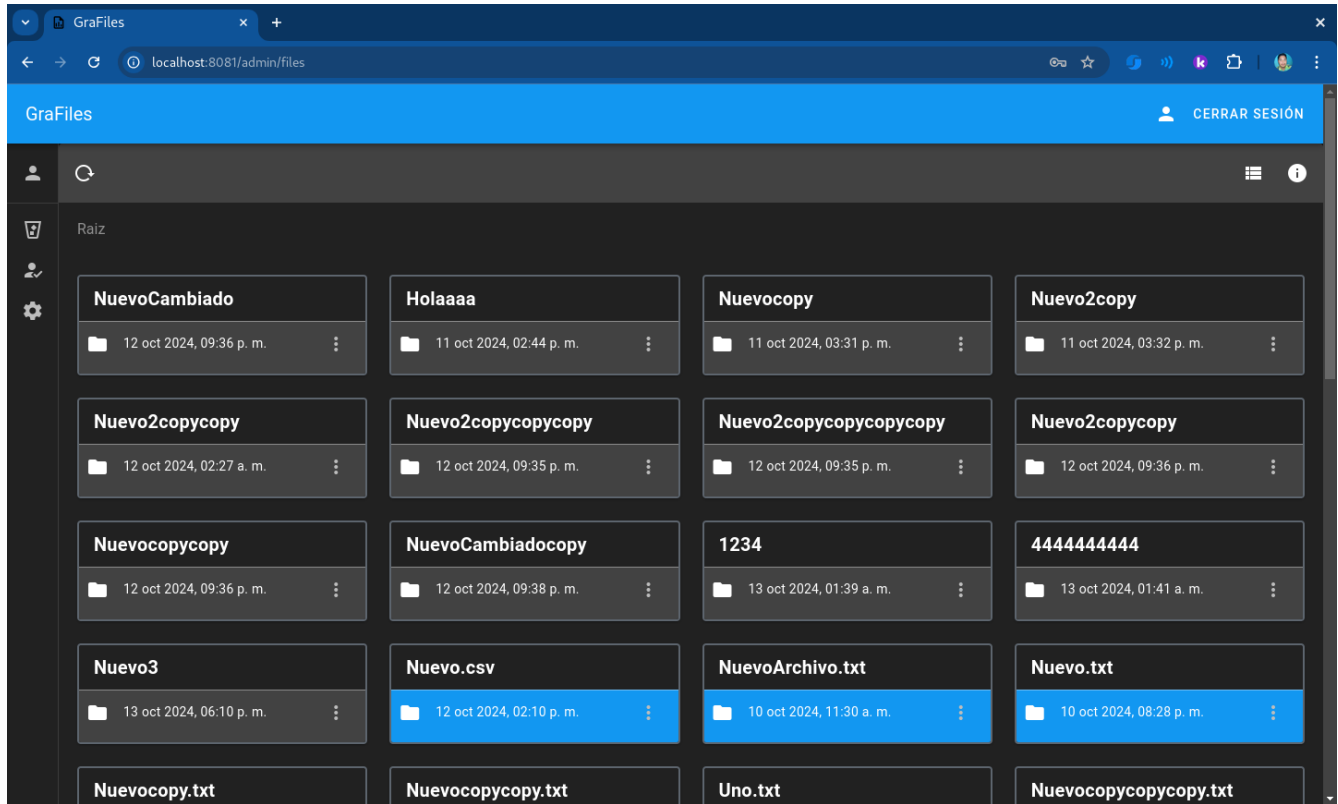 GraFiles
localhost:8081/admin/files
GraFiles
CERRAR SESIÓN
Raiz
NuevoCambiado
12 oct 2024, 09:36 p. m.
Holaaaa
11 oct 2024, 02:44 p. m.
Nuevocopy
11 oct 2024, 03:31 p. m.
Nuevo2copy
11 oct 2024, 03:32 p. m.
Nuevo2copycopy
12 oct 2024, 02:27 a. m.
Nuevo2copycopycopy
12 oct 2024, 09:35 p. m.
Nuevo2copycopycopycopy
12 oct 2024, 09:35 p. m.
Nuevo2copycopy
12 oct 2024, 09:36 p. m.
Nuevocopycopy
12 oct 2024, 09:36 p. m.
NuevoCambiadocopy
12 oct 2024, 09:38 p. m.
1234
13 oct 2024, 01:39 a. m.
4444444444
13 oct 2024, 01:41 a. m.
Nuevo3
13 oct 2024, 06:10 p. m.
Nuevo.csv
12 oct 2024, 02:10 p. m.
NuevoArchivo.txt
10 oct 2024, 11:30 a. m.
Nuevo.txt
10 oct 2024, 08:28 p. m.
Nuevocopy.txt
Nuevocopycopy.txt
Uno.txt
Nuevocopycopycopy.txt